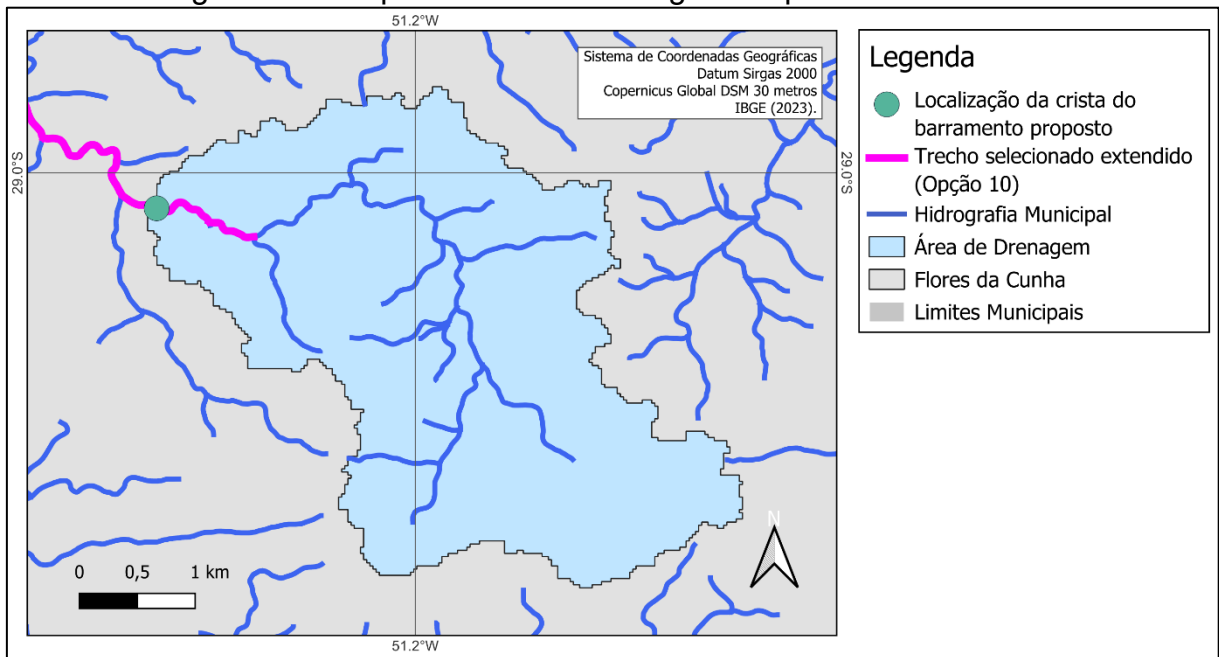 51.2°W
Sistema de Coordenadas Geográficas
Datum Sirgas 2000
Copernicus Global DSM 30 metros
IBGE (2023).
29.0°S
29.0°S
0 0,5 1 km
N
51.2°W
Legenda
Localização da crista do
barramento proposto
Trecho selecionado extendido
(Opção 10)
Hidrografia Municipal
Área de Drenagem
Flores da Cunha
Limites Municipais